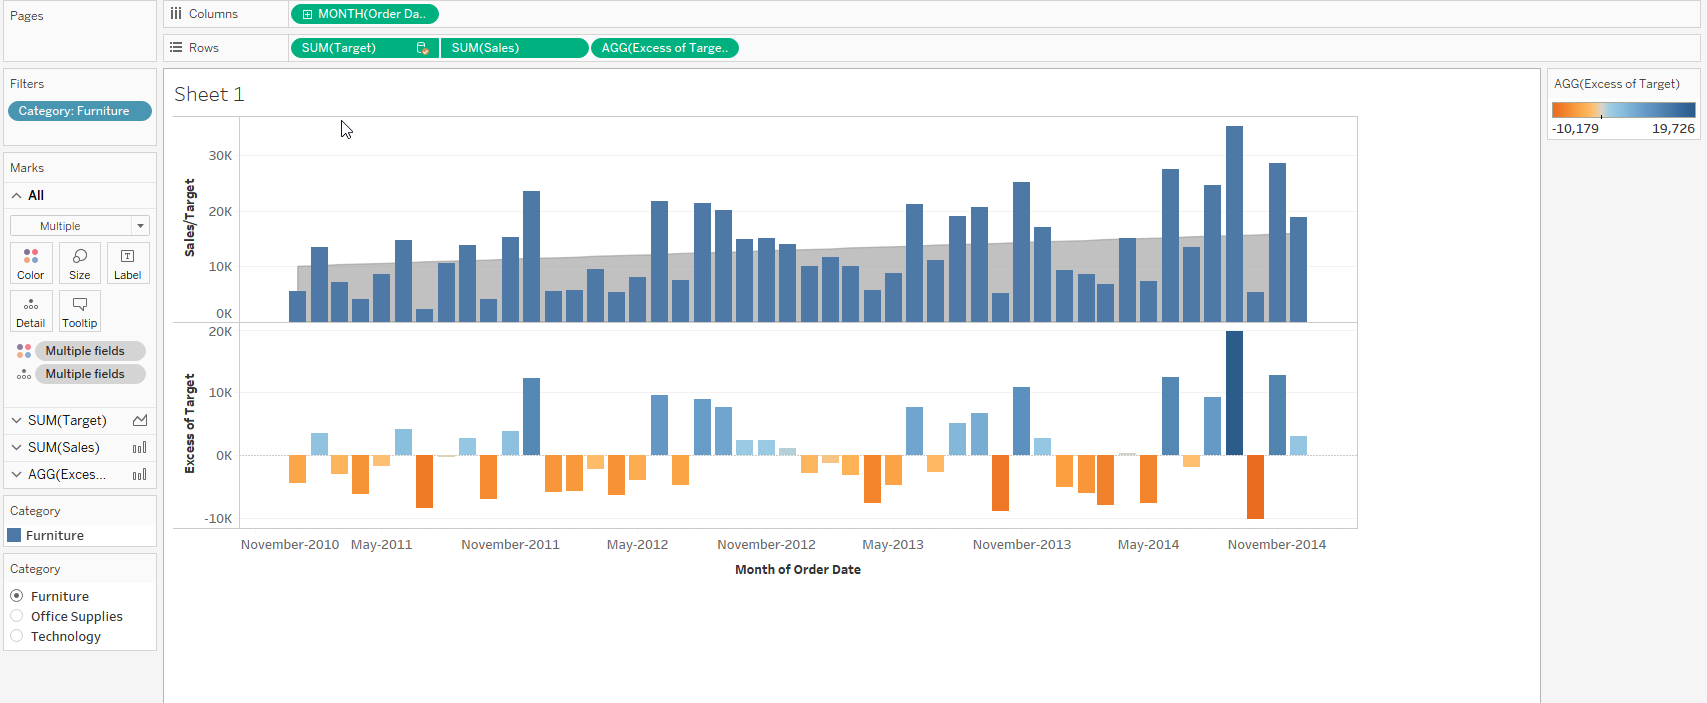 Pages
Columns
MONTH(Order Da..
Rows
SUM(Target)
SUM(Sales)
AGG(Excess of Targe..
Filters
Category: Furniture
Marks
All
Multiple
Color
Size
Label
Detail
Tooltip
Multiple fields
Multiple fields
SUM(Target)
SUM(Sales)
AGG(Exces...
Category
Furniture
Category
Furniture
Office Supplies
Technology
Sheet 1
Sales/Target
30K
20K
10K
0K
Excess of Target
20K
10K
0K
-10K
November-2010
May-2011
November-2011
May-2012
November-2012
May-2013
November-2013
May-2014
November-2014
Month of Order Date
AGG(Excess of Target)
-10,179
19,726